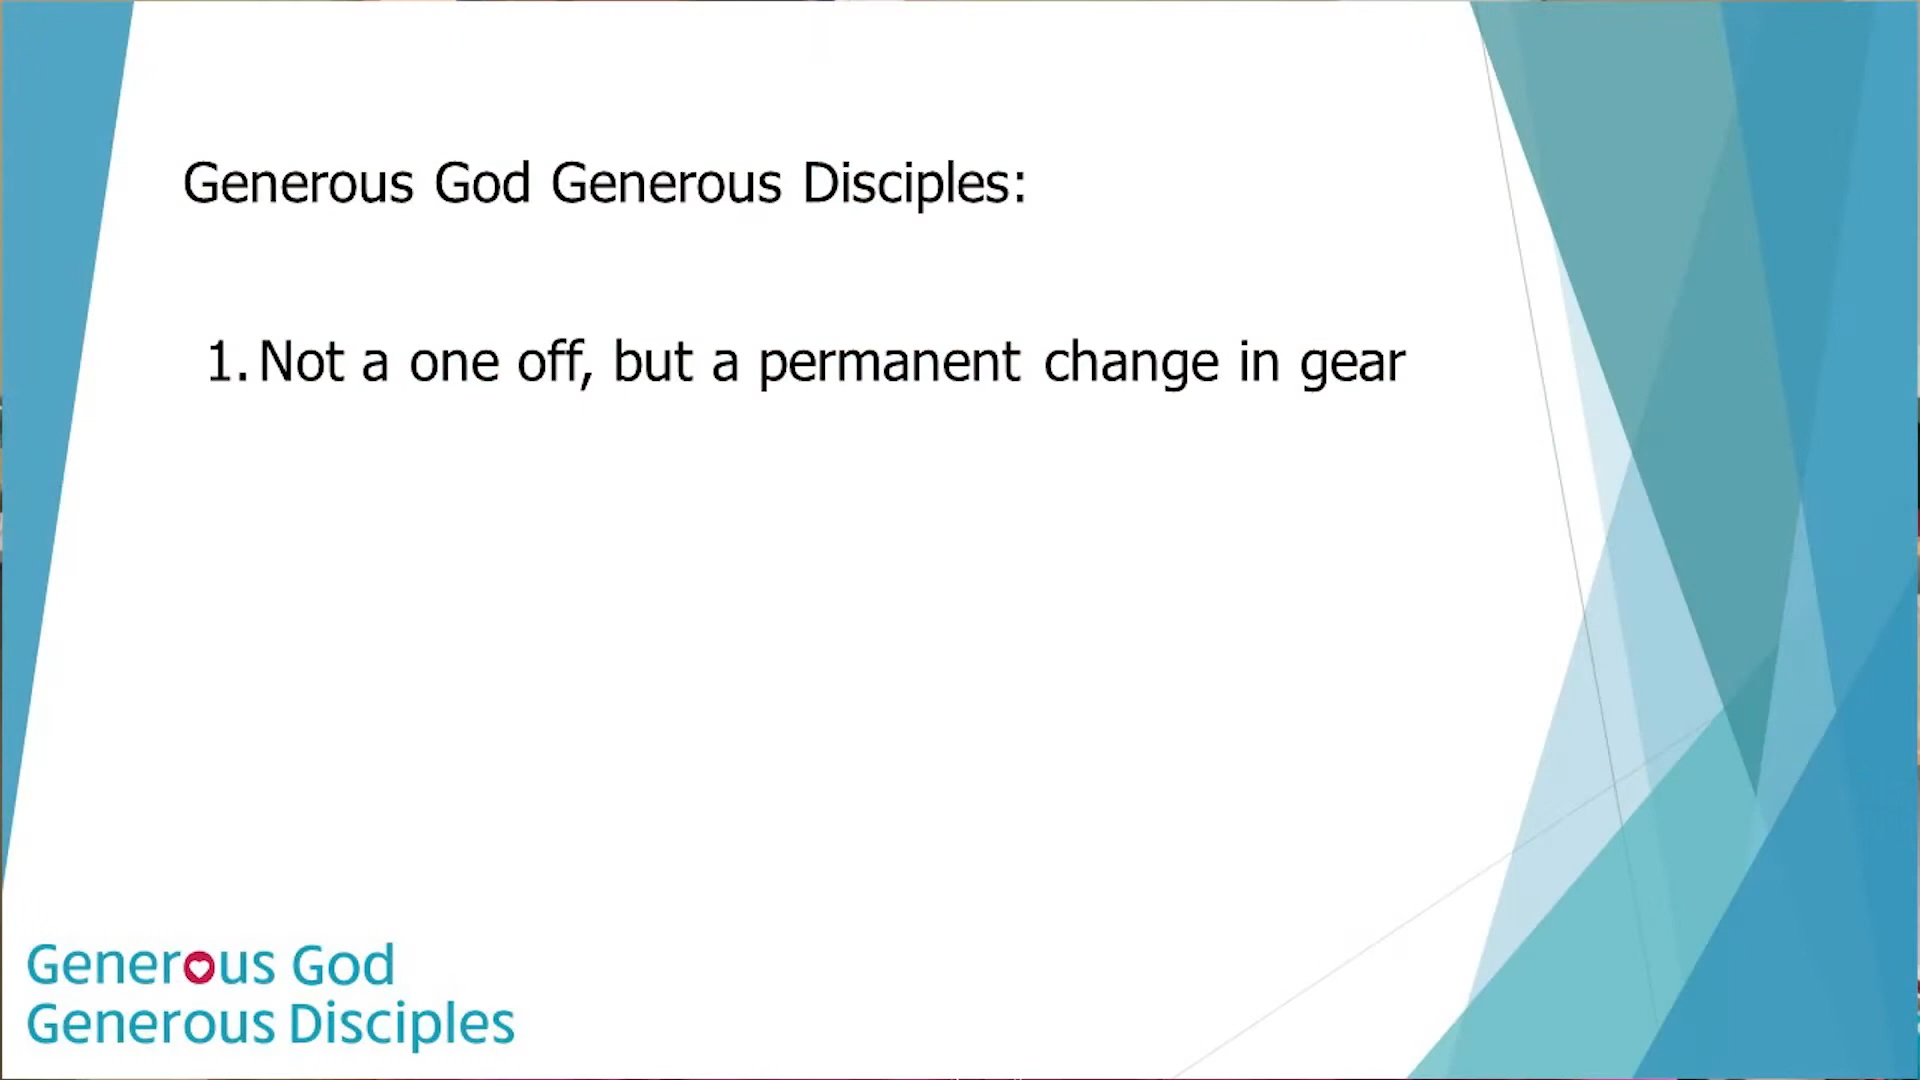 Generous God Generous Disciples:
1. Not a one off, but a permanent change in gear
Generous God
Generous Disciples